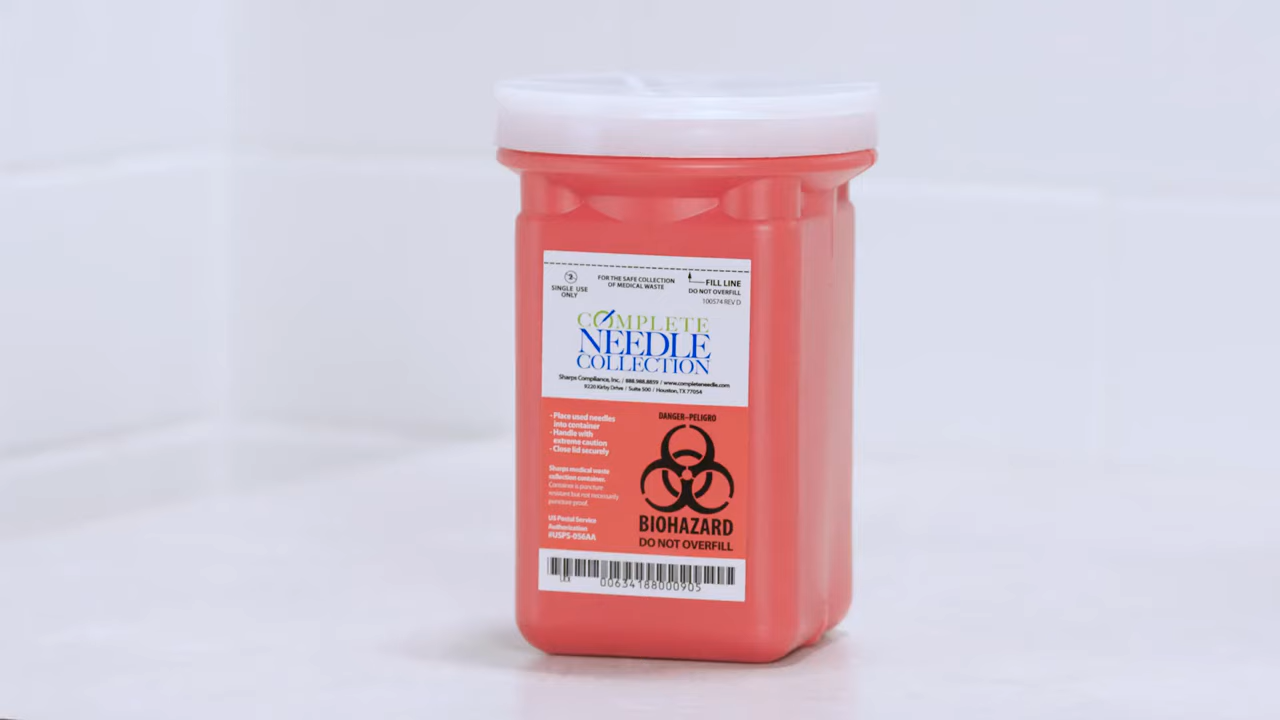 SINGLE USE
ONLY
FOR THE SAFE COLLECTION
OF MEDICAL WASTE
FILL LINE
DO NOT OVERFILL
100574 REV D
COMPLETE
NEEDLE
COLLECTION
Sharps Compliance, Inc. / 888.988.8859 / www.completeneedle.com
9220 Kirby Drive / Suite 500 / Houston, TX 77054
- Place used needles
into container
- Handle with
extreme caution
- Close lid securely
Sharps medical waste
collection container.
Container is puncture
resistant but not necessarily
puncture proof.
US Postal Service
Authorization
#USPS-056AA
DANGER–PELIGRO
BIOHAZARD
DO NOT OVERFILL
00634188000905